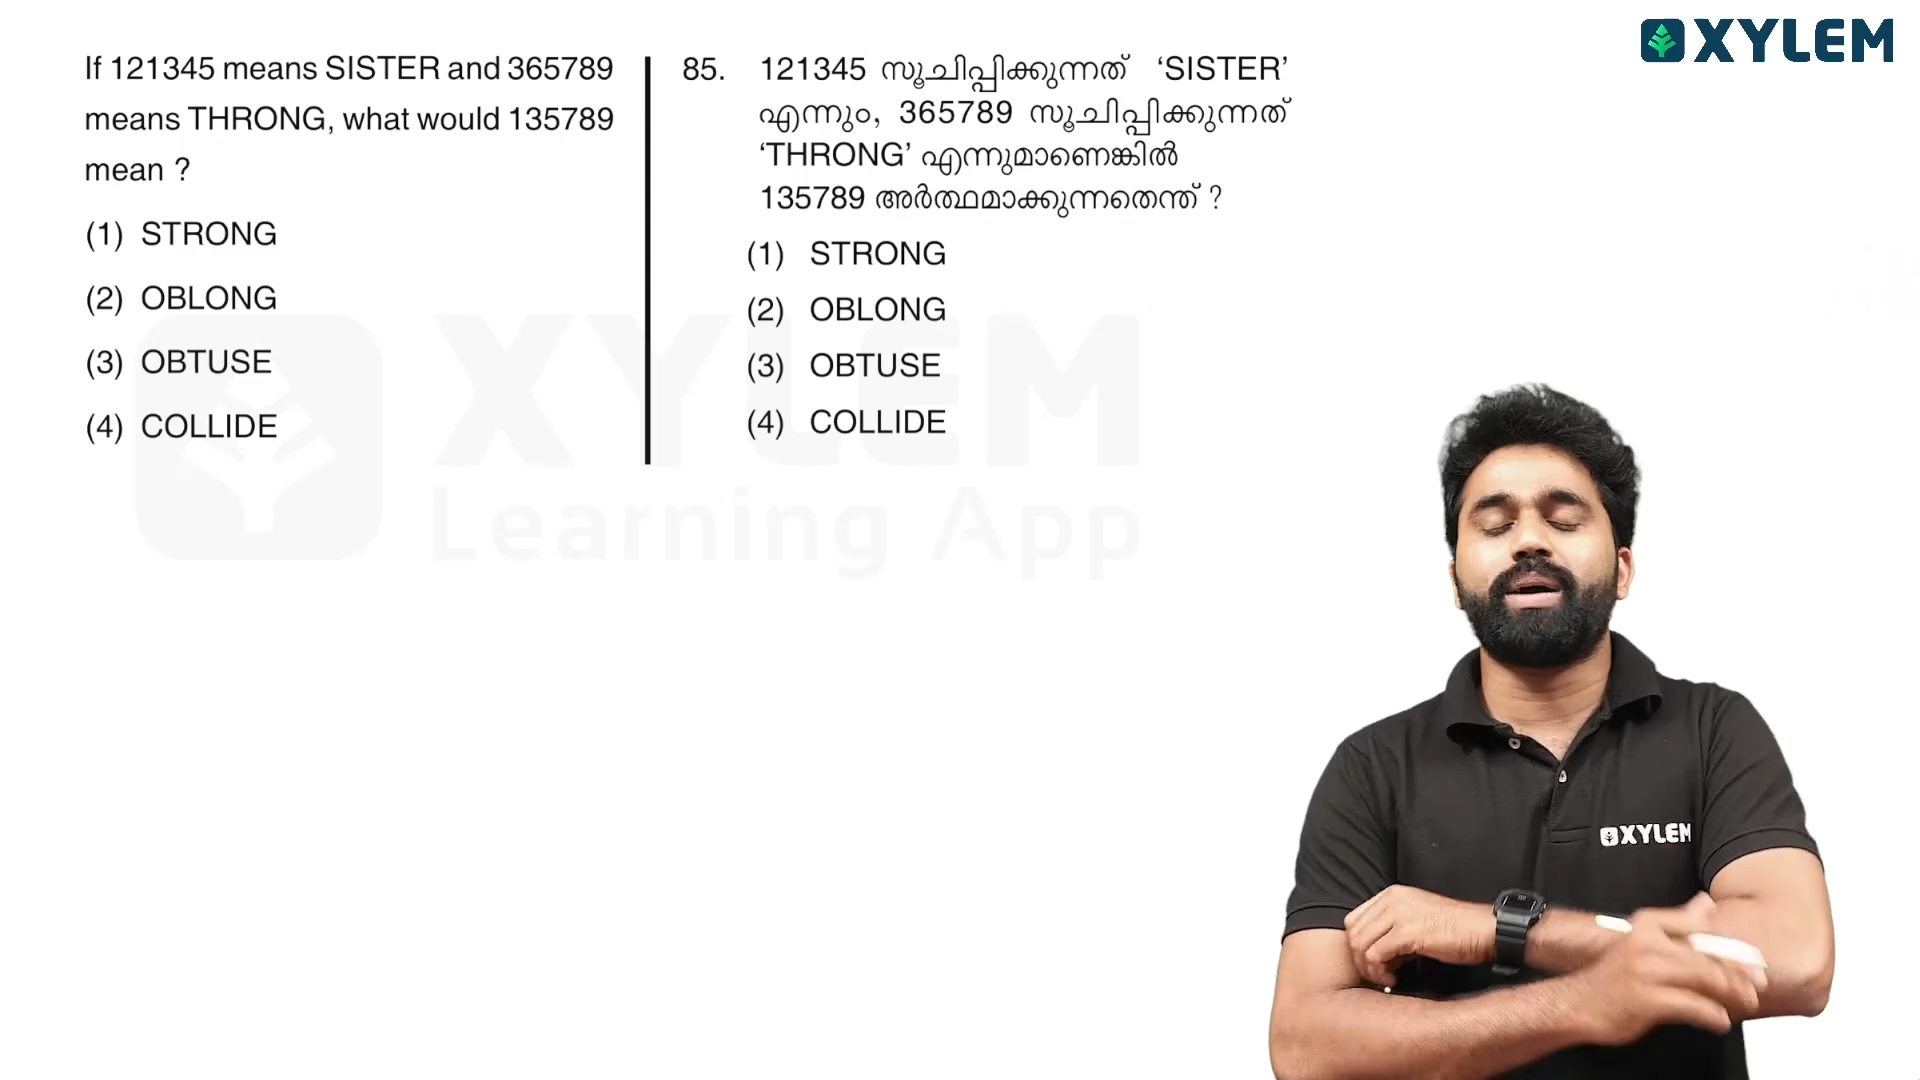 XYLEM
If 121345 means SISTER and 365789
means THRONG, what would 135789
mean ?
(1) STRONG
(2) OBLONG
(3) OBTUSE
(4) COLLIDE
85. 121345 സൂചിപ്പിക്കുന്നത് ‘SISTER’
എന്നും, 365789 സൂചിപ്പിക്കുന്നത്
‘THRONG’ എന്നുമാണെങ്കിൽ
135789 അർത്ഥമാക്കുന്നതെന്ത് ?
(1) STRONG
(2) OBLONG
(3) OBTUSE
(4) COLLIDE
XYLEM
Learning App
XYLEM